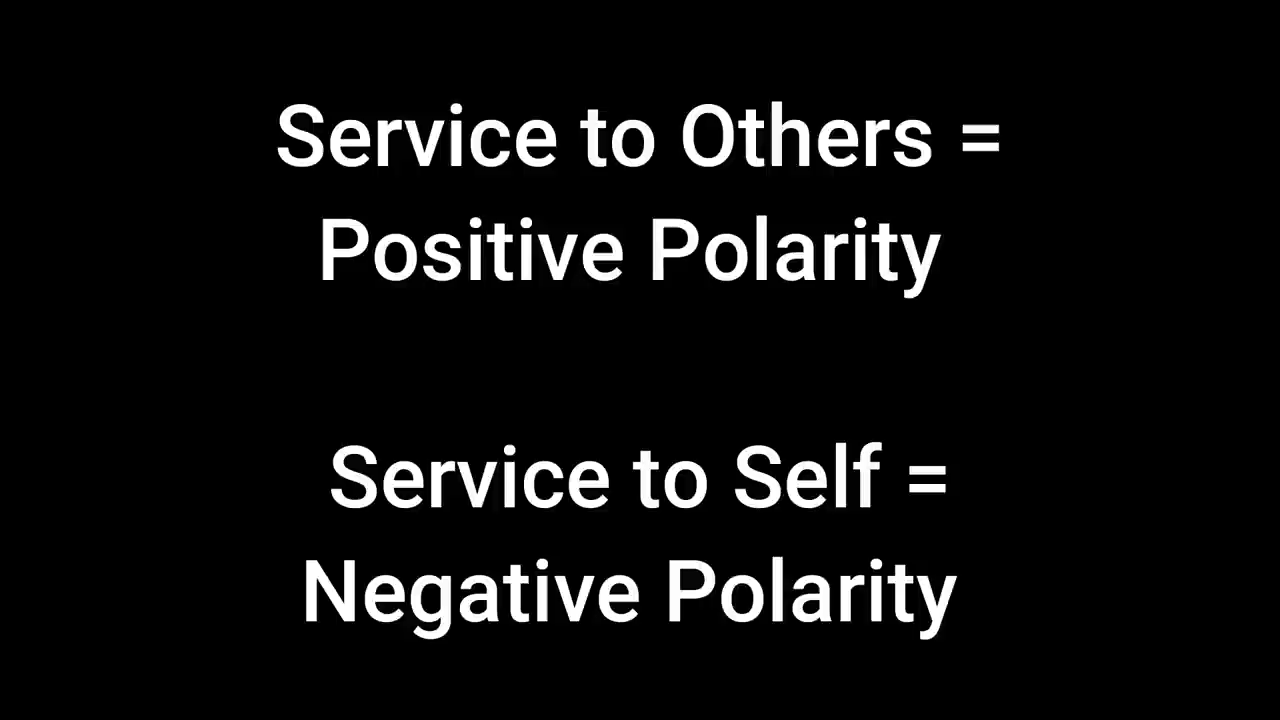 Service to Others =
Positive Polarity
Service to Self =
Negative Polarity